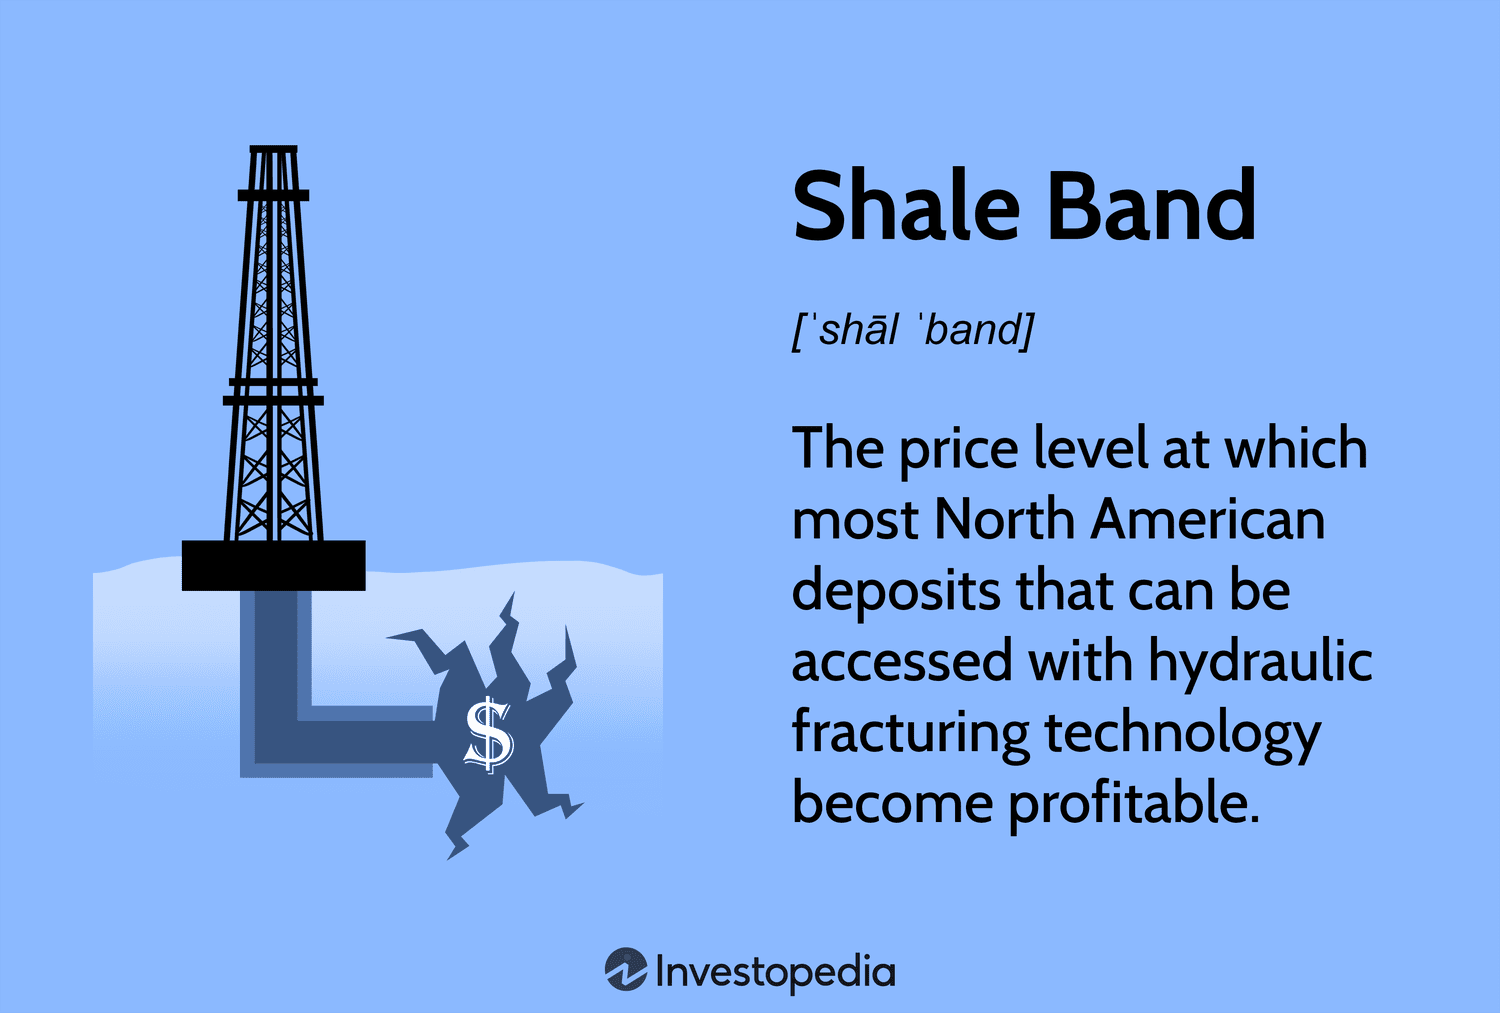 Shale Band
[ˈshāl ˈband]
The price level at which
most North American
deposits that can be
accessed with hydraulic
fracturing technology
become profitable.
$
Investopedia